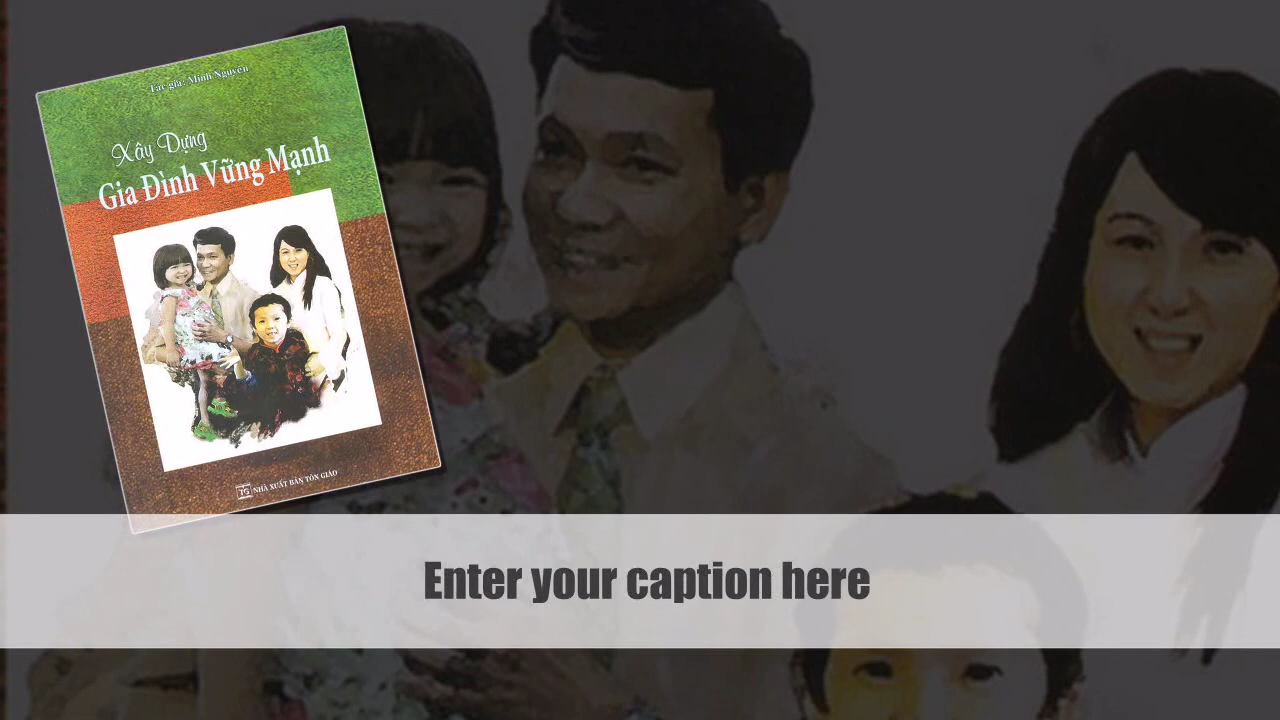 Tác giả: Minh Nguyên
Xây Dựng
Gia Đình Vững Mạnh
TG NHÀ XUẤT BẢN TÔN GIÁO
Enter your caption here